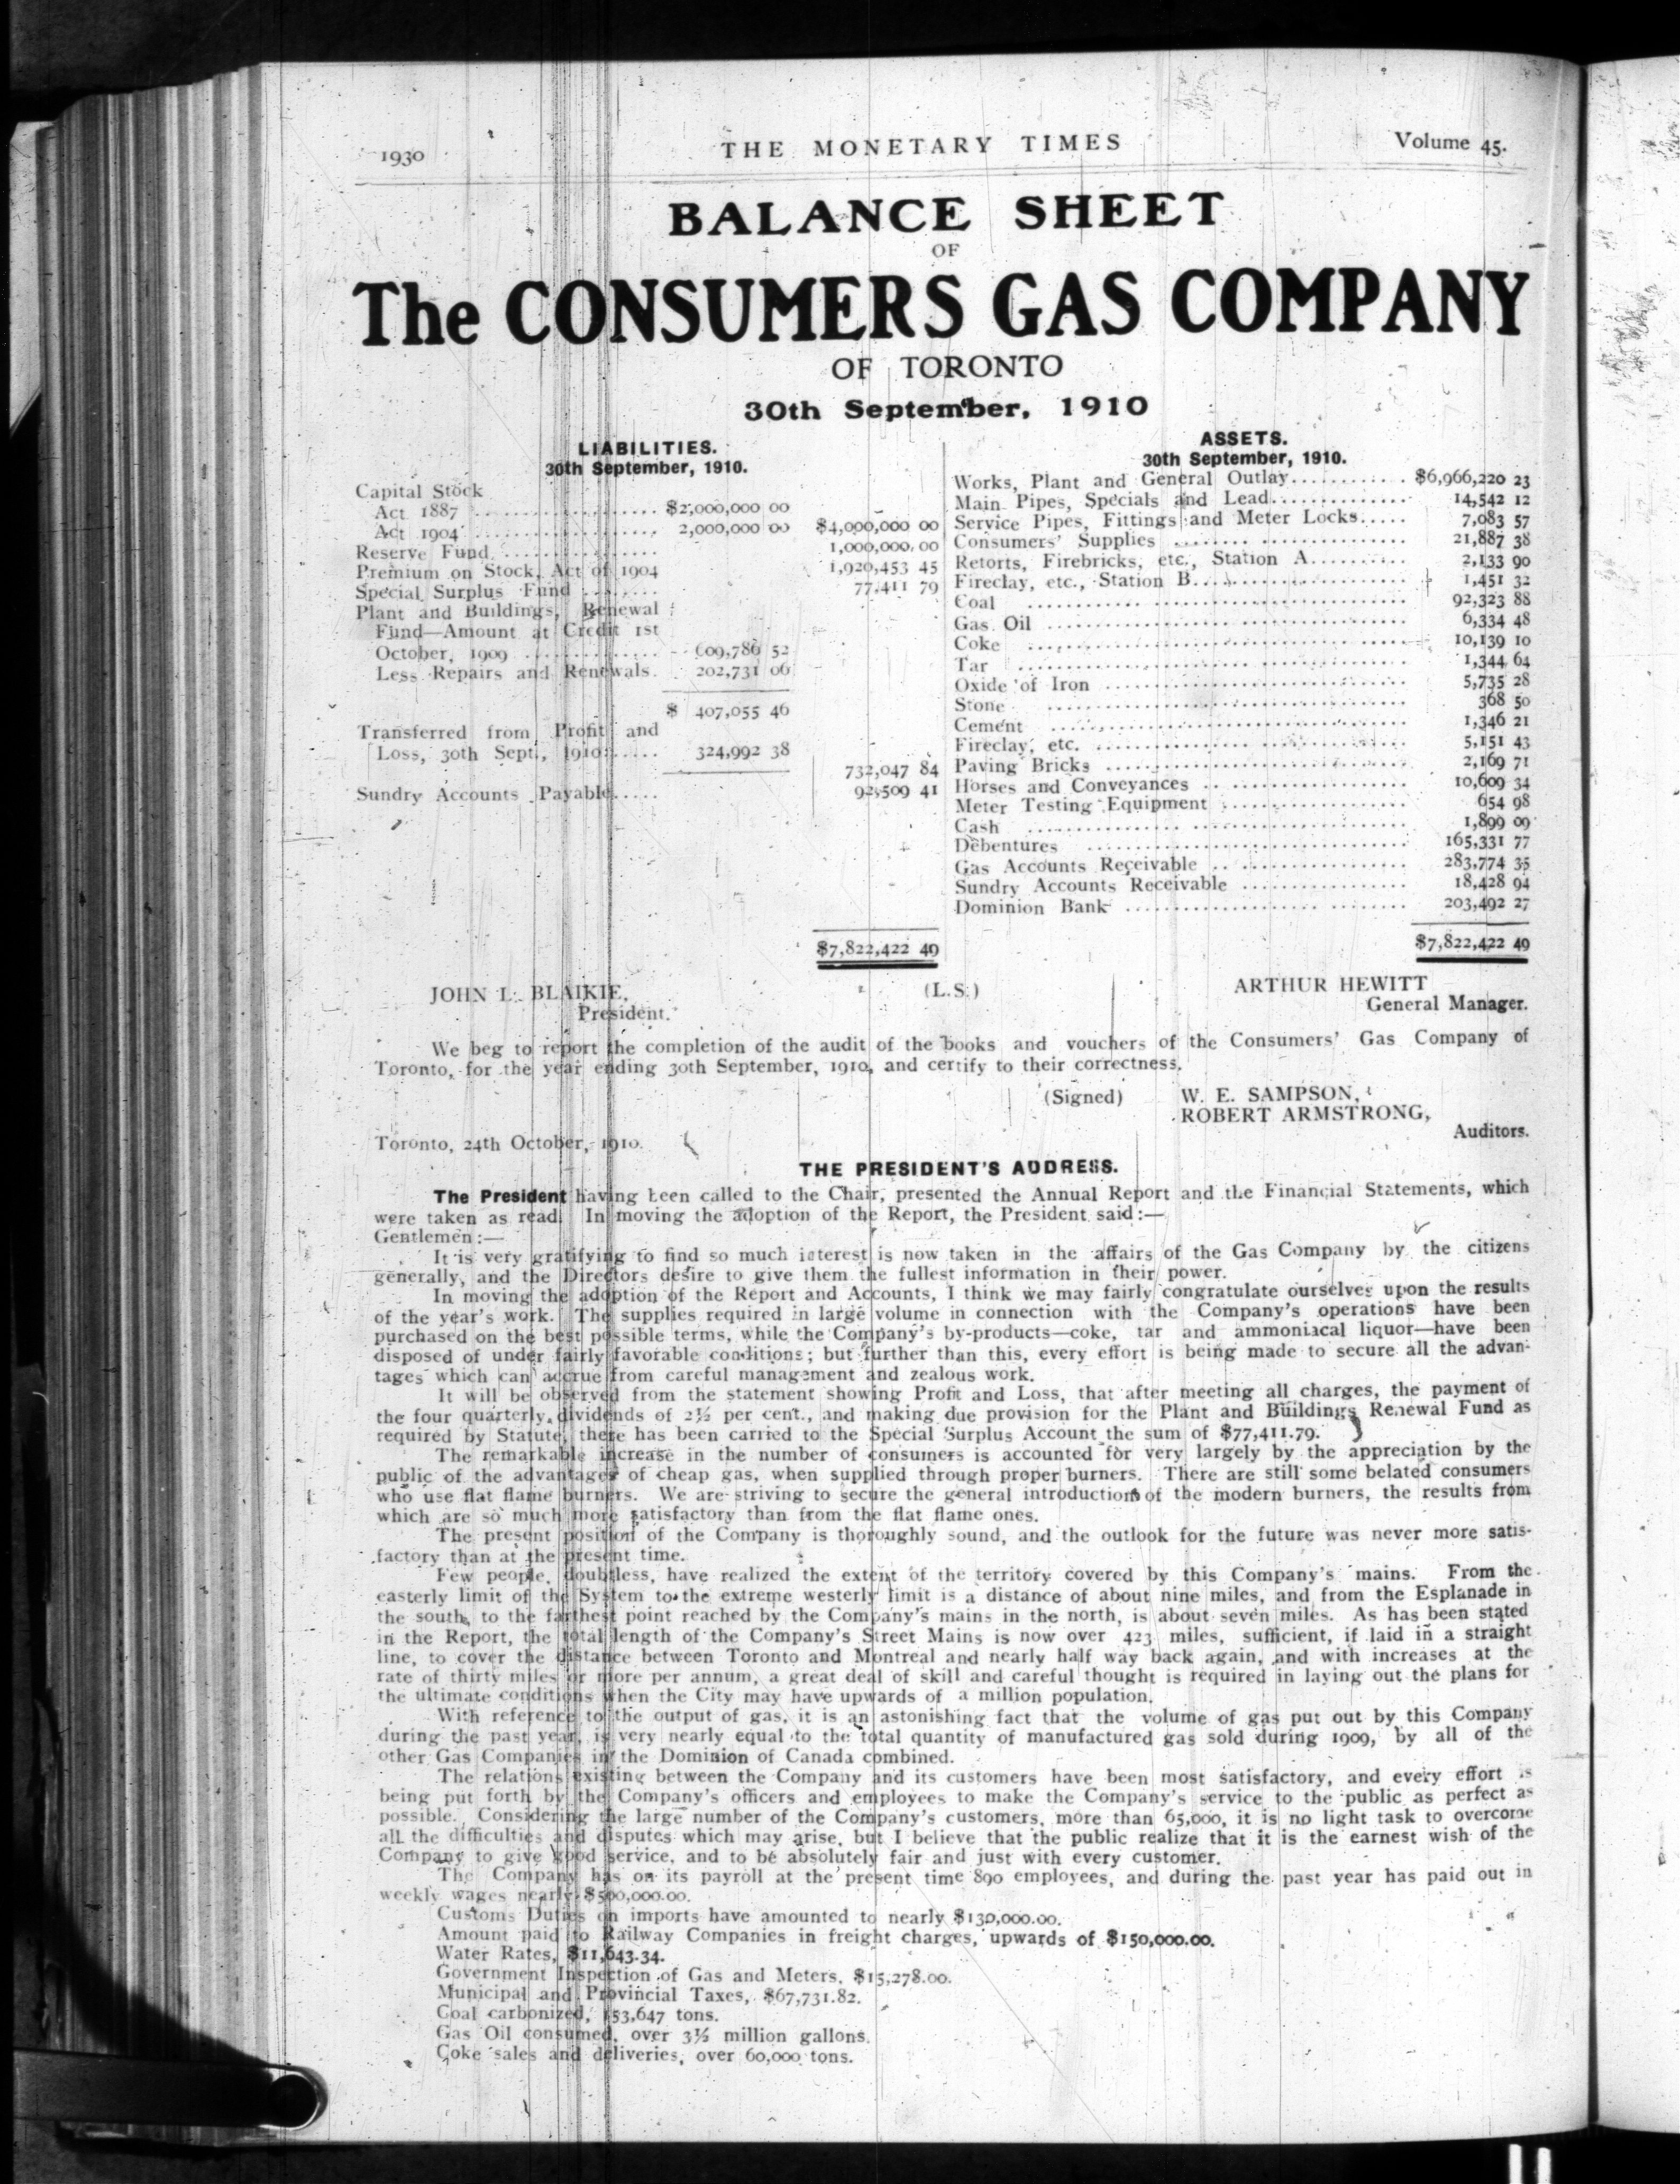 1930
THE MONETARY TIMES
Volume 45.
BALANCE SHEET
OF
The CONSUMERS GAS COMPANY
OF TORONTO
30th September, 1910
LIABILITIES.
30th September, 1910.
Capital Stock
Act 1887 .................... $2,000,000 00
Act 1904 .................... 2,000,000 00 $4,000,000 00
Reserve Fund .................... 1,000,000.00
Premium on Stock, Act of 1904 1,920,453 45
Special Surplus Fund ........ 77,411 79
Plant and Buildings, Renewal
Fund—Amount at Credit 1st
October, 1909 .................... 609,786 52
Less Repairs and Renewals. 202,731 06
$ 407,055 46
Transferred from Profit and
Loss, 30th Sept., 1910...... 324,992 38
732,047 84
Sundry Accounts Payable..... 92,509 41
$7,822,422 49
ASSETS.
30th September, 1910.
Works, Plant and General Outlay............ $6,966,220 23
Main Pipes, Specials and Lead.............. 14,542 12
Service Pipes, Fittings and Meter Locks..... 7,083 57
Consumers' Supplies ........................ 21,887 38
Retorts, Firebricks, etc., Station A.......... 2,133 90
Fireclay, etc., Station B.................... 1,451 32
Coal ........................ 92,323 88
Gas Oil ........................ 6,334 48
Coke ........................ 10,139 10
Tar ........................ 1,344 64
Oxide of Iron ........................ 5,735 28
Stone ........................ 368 50
Cement ........................ 1,346 21
Fireclay, etc. ........................ 5,151 43
Paving Bricks ........................ 2,169 71
Horses and Conveyances ........................ 10,609 34
Meter Testing Equipment ........................ 654 98
Cash ........................ 1,899 09
Debentures ........................ 165,331 77
Gas Accounts Receivable ........................ 283,774 35
Sundry Accounts Receivable .................. 18,428 94
Dominion Bank ........................ 203,492 27
$7,822,422 49
JOHN L. BLAIKIE,
President.
(L.S.)
ARTHUR HEWITT
General Manager.
We beg to report the completion of the audit of the books and vouchers of the Consumers' Gas Company of
Toronto, for the year ending 30th September, 1910, and certify to their correctness.
(Signed) W. E. SAMPSON,
ROBERT ARMSTRONG,
Auditors.
Toronto, 24th October, 1910.
THE PRESIDENT'S ADDRESS.
The President having been called to the Chair, presented the Annual Report and the Financial Statements, which
were taken as read. In moving the adoption of the Report, the President said:—
Gentlemen:—
It is very gratifying to find so much interest is now taken in the affairs of the Gas Company by the citizens
generally, and the Directors desire to give them the fullest information in their power.
In moving the adoption of the Report and Accounts, I think we may fairly congratulate ourselves upon the results
of the year's work. The supplies required in large volume in connection with the Company's operations have been
purchased on the best possible terms, while the Company's by-products—coke, tar and ammoniacal liquor—have been
disposed of under fairly favorable conditions; but further than this, every effort is being made to secure all the advan-
tages which can accrue from careful management and zealous work.
It will be observed from the statement showing Profit and Loss, that after meeting all charges, the payment of
the four quarterly dividends of 2½ per cent., and making due provision for the Plant and Buildings Renewal Fund as
required by Statute, there has been carried to the Special Surplus Account the sum of $77,411.79.
The remarkable increase in the number of consumers is accounted for very largely by the appreciation by the
public of the advantages of cheap gas, when supplied through proper burners. There are still some belated consumers
who use flat flame burners. We are striving to secure the general introduction of the modern burners, the results from
which are so much more satisfactory than from the flat flame ones.
The present position of the Company is thoroughly sound, and the outlook for the future was never more satis-
factory than at the present time.
Few people, doubtless, have realized the extent of the territory covered by this Company's mains. From the
easterly limit of the System to the extreme westerly limit is a distance of about nine miles, and from the Esplanade in
the south, to the farthest point reached by the Company's mains in the north, is about seven miles. As has been stated
in the Report, the total length of the Company's Street Mains is now over 423 miles, sufficient, if laid in a straight
line, to cover the distance between Toronto and Montreal and nearly half way back again, and with increases at the
rate of thirty miles or more per annum, a great deal of skill and careful thought is required in laying out the plans for
the ultimate conditions when the City may have upwards of a million population.
With reference to the output of gas, it is an astonishing fact that the volume of gas put out by this Company
during the past year, is very nearly equal to the total quantity of manufactured gas sold during 1909, by all of the
other Gas Companies in the Dominion of Canada combined.
The relations existing between the Company and its customers have been most satisfactory, and every effort is
being put forth by the Company's officers and employees to make the Company's service to the public as perfect as
possible. Considering the large number of the Company's customers, more than 65,000, it is no light task to overcome
all the difficulties and disputes which may arise, but I believe that the public realize that it is the earnest wish of the
Company to give good service, and to be absolutely fair and just with every customer.
The Company has on its payroll at the present time 890 employees, and during the past year has paid out in
weekly wages nearly $500,000.00.
Customs Duties on imports have amounted to nearly $130,000.00.
Amount paid to Railway Companies in freight charges, upwards of $150,000.00.
Water Rates, $11,643.34.
Government Inspection of Gas and Meters, $15,278.00.
Municipal and Provincial Taxes, $67,731.82.
Coal carbonized, 153,647 tons.
Gas Oil consumed, over 3½ million gallons.
Coke sales and deliveries, over 60,000 tons.